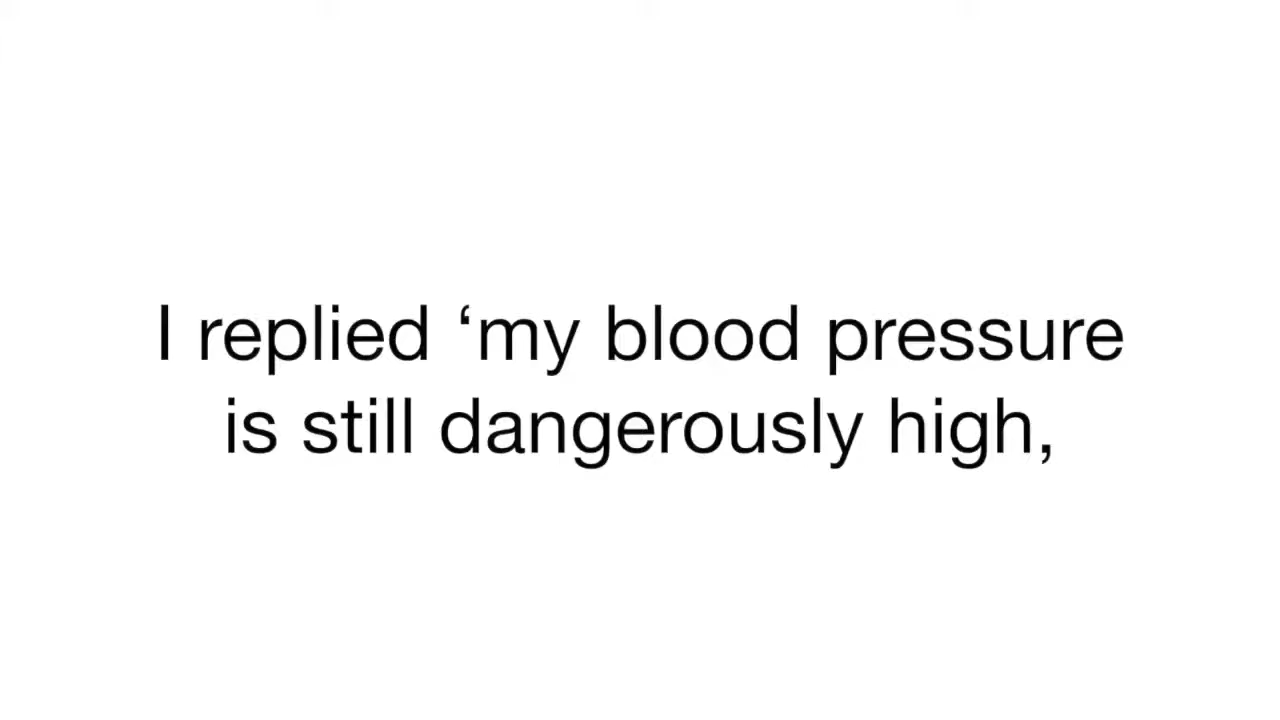 I replied ‘my blood pressure
is still dangerously high,